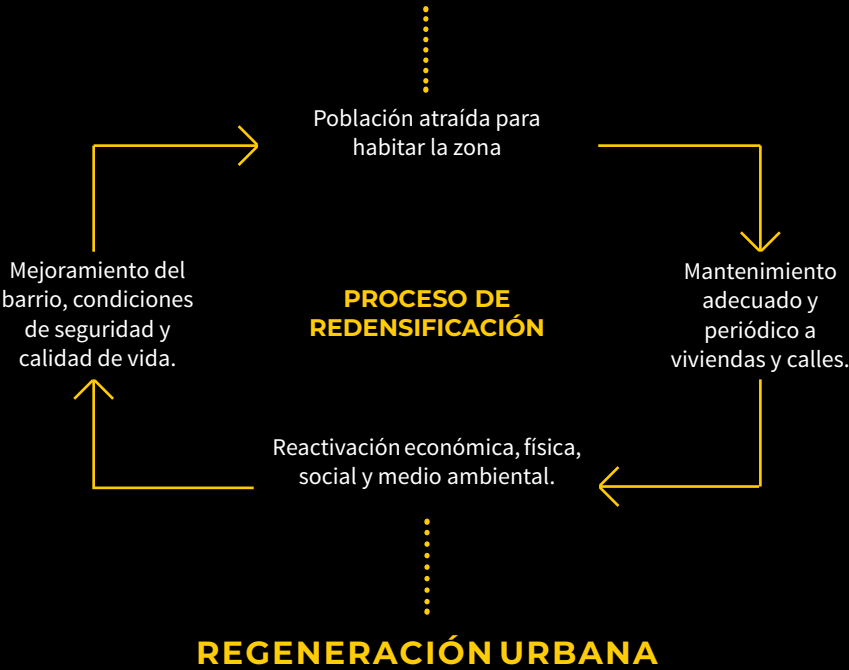 Población atraída para
habitar la zona
Mejoramiento del
barrio, condiciones
de seguridad y
calidad de vida.
PROCESO DE
REDENSIFICACIÓN
Mantenimiento
adecuado y
periódico a
viviendas y calles.
Reactivación económica, física,
social y medio ambiental.
REGENERACIÓN URBANA